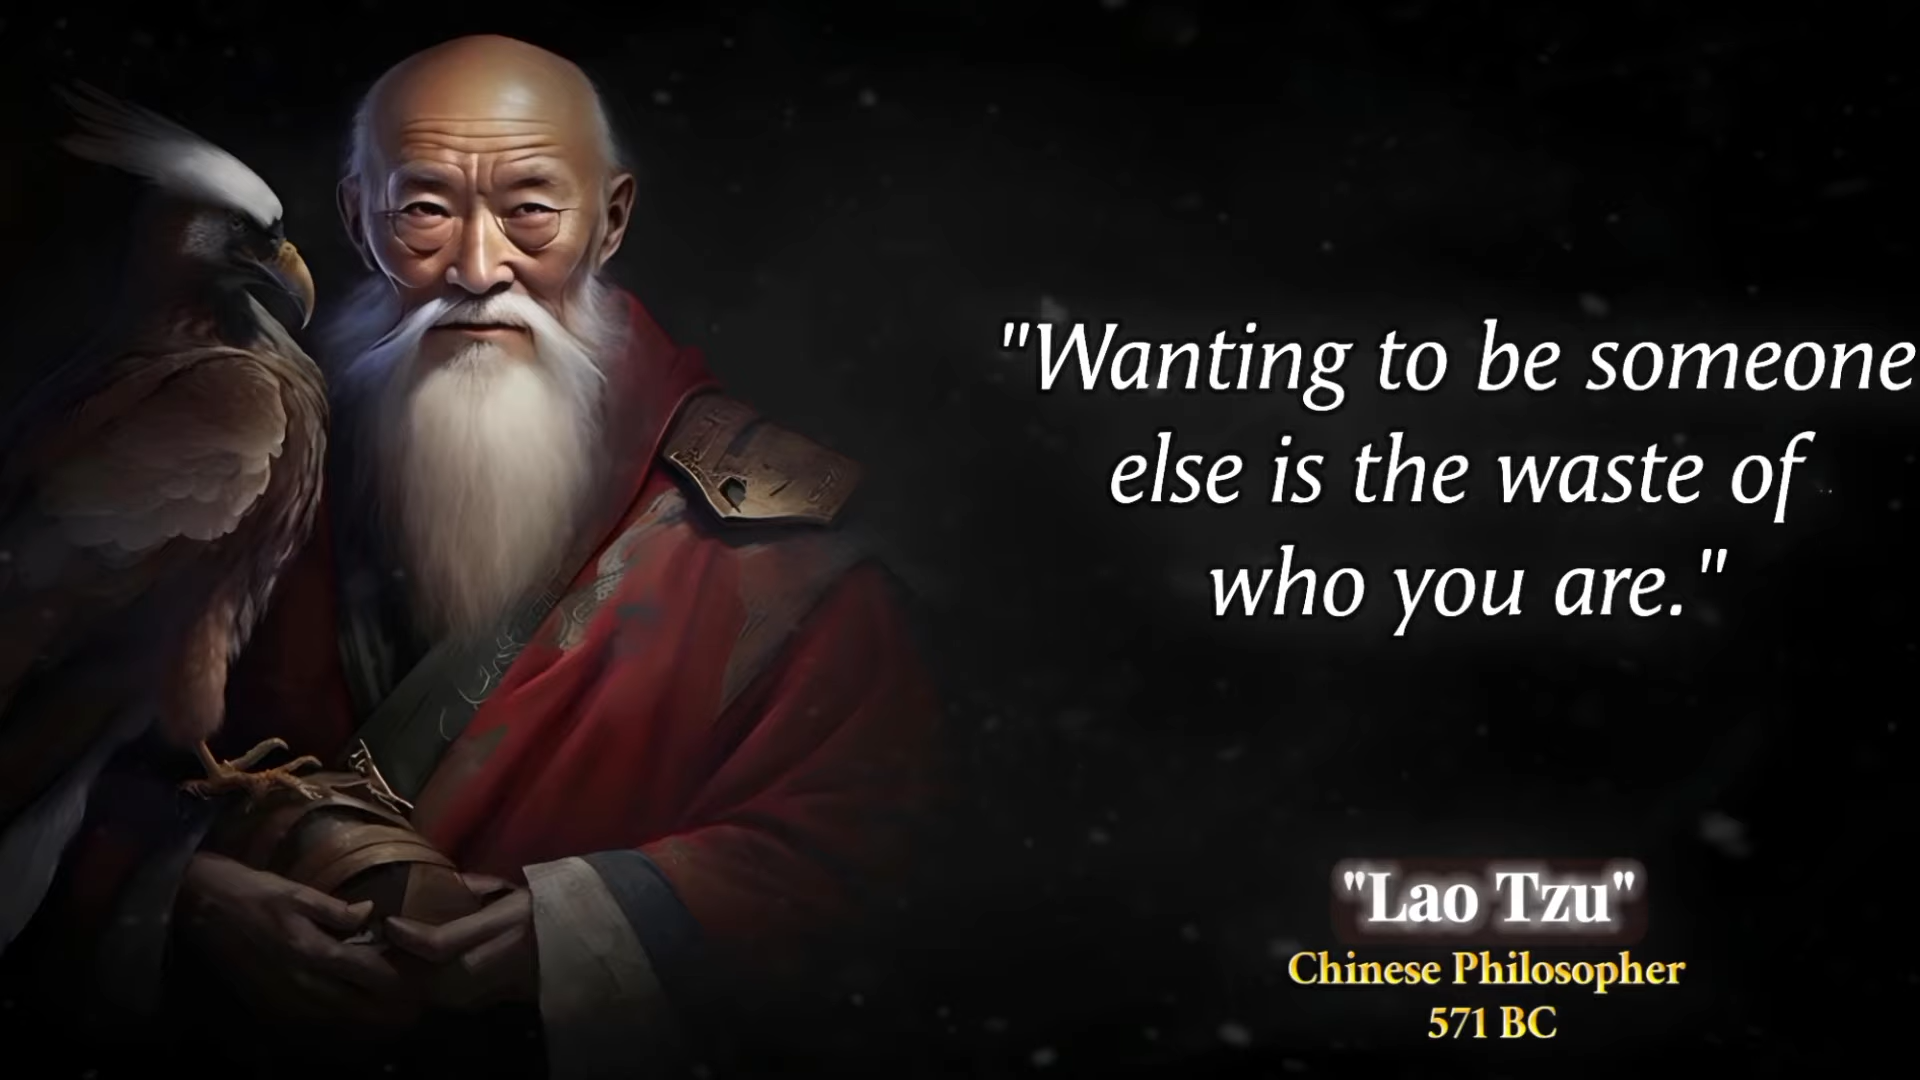 "Wanting to be someone
else is the waste of
who you are."
"Lao Tzu"
Chinese Philosopher
571 BC